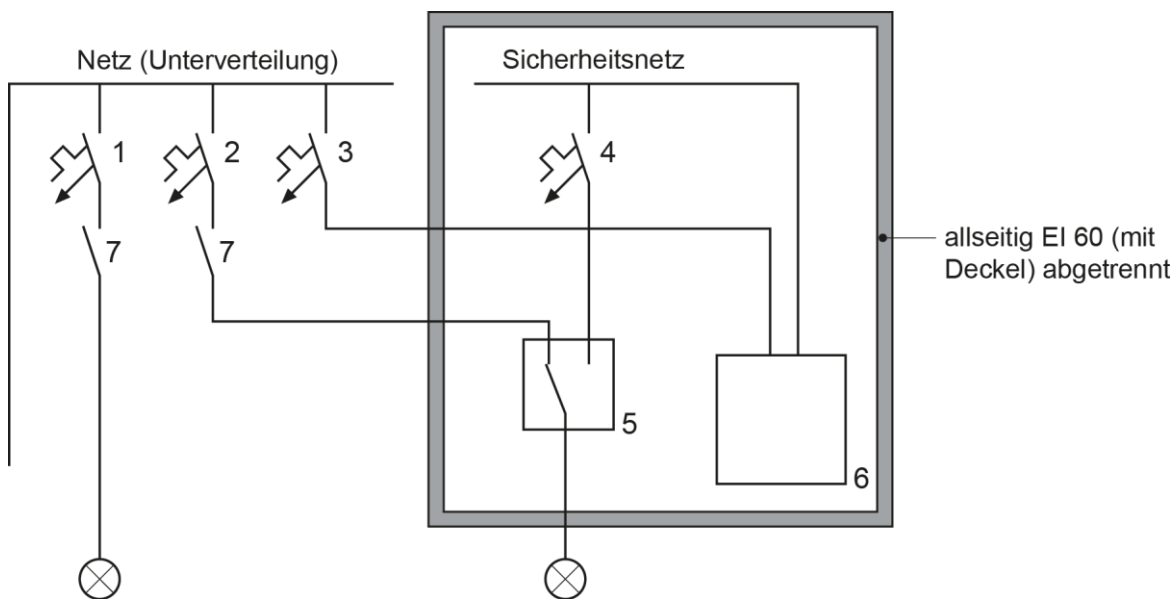 Netz (Unterverteilung)
Sicherheitsnetz
1
2
3
4
7
7
allseitig EI 60 (mit
Deckel) abgetrennt
5
6